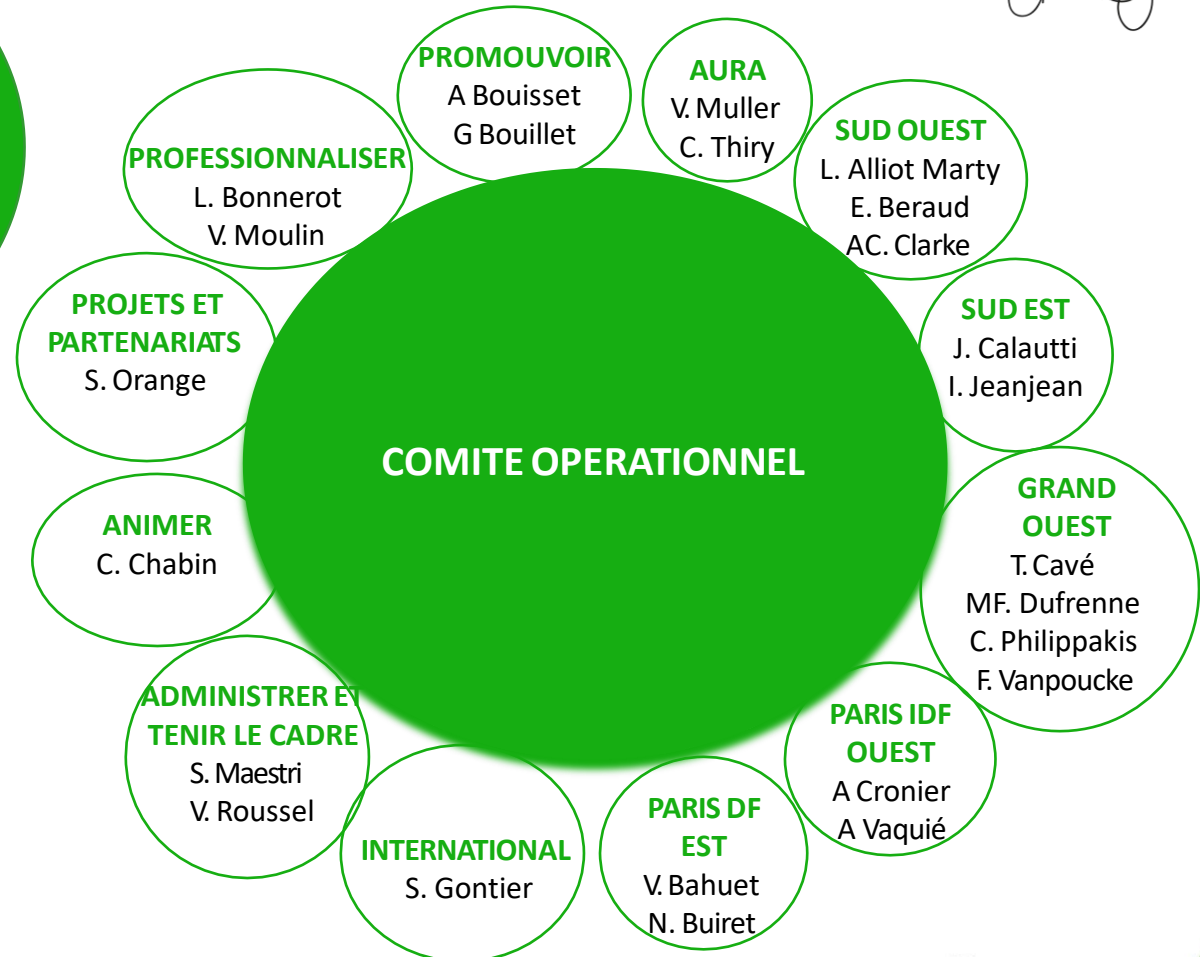 PROMOUVOIR
A Bouisset
G Bouillet
AURA
V. Muller
C. Thiry
SUD OUEST
L. Alliot Marty
E. Beraud
AC. Clarke
SUD EST
J. Calautti
I. Jeanjean
GRAND
OUEST
T. Cavé
MF. Dufrenne
C. Philippakis
F. Vanpoucke
PARIS IDF
OUEST
A Cronier
A Vaquié
PARIS DF
EST
V. Bahuet
N. Buiret
INTERNATIONAL
S. Gontier
ADMINISTRER ET
TENIR LE CADRE
S. Maestri
V. Roussel
ANIMER
C. Chabin
PROJETS ET
PARTENARIATS
S. Orange
PROFESSIONNALISER
L. Bonnerot
V. Moulin
COMITE OPERATIONNEL